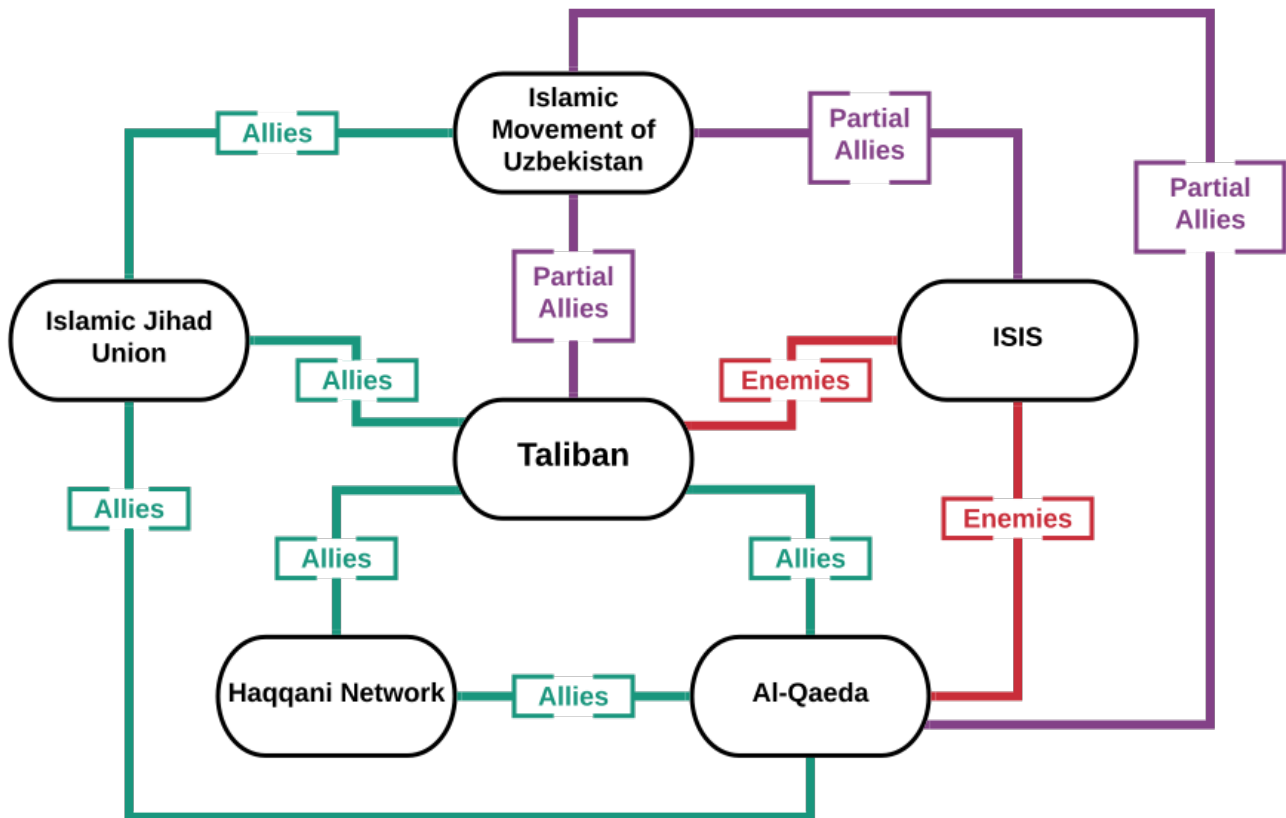 Islamic
Movement of
Uzbekistan
Allies
Partial
Allies
Partial
Allies
Partial
Allies
Islamic Jihad
Union
ISIS
Allies
Enemies
Taliban
Allies
Enemies
Allies
Allies
Haqqani Network
Allies
Al-Qaeda